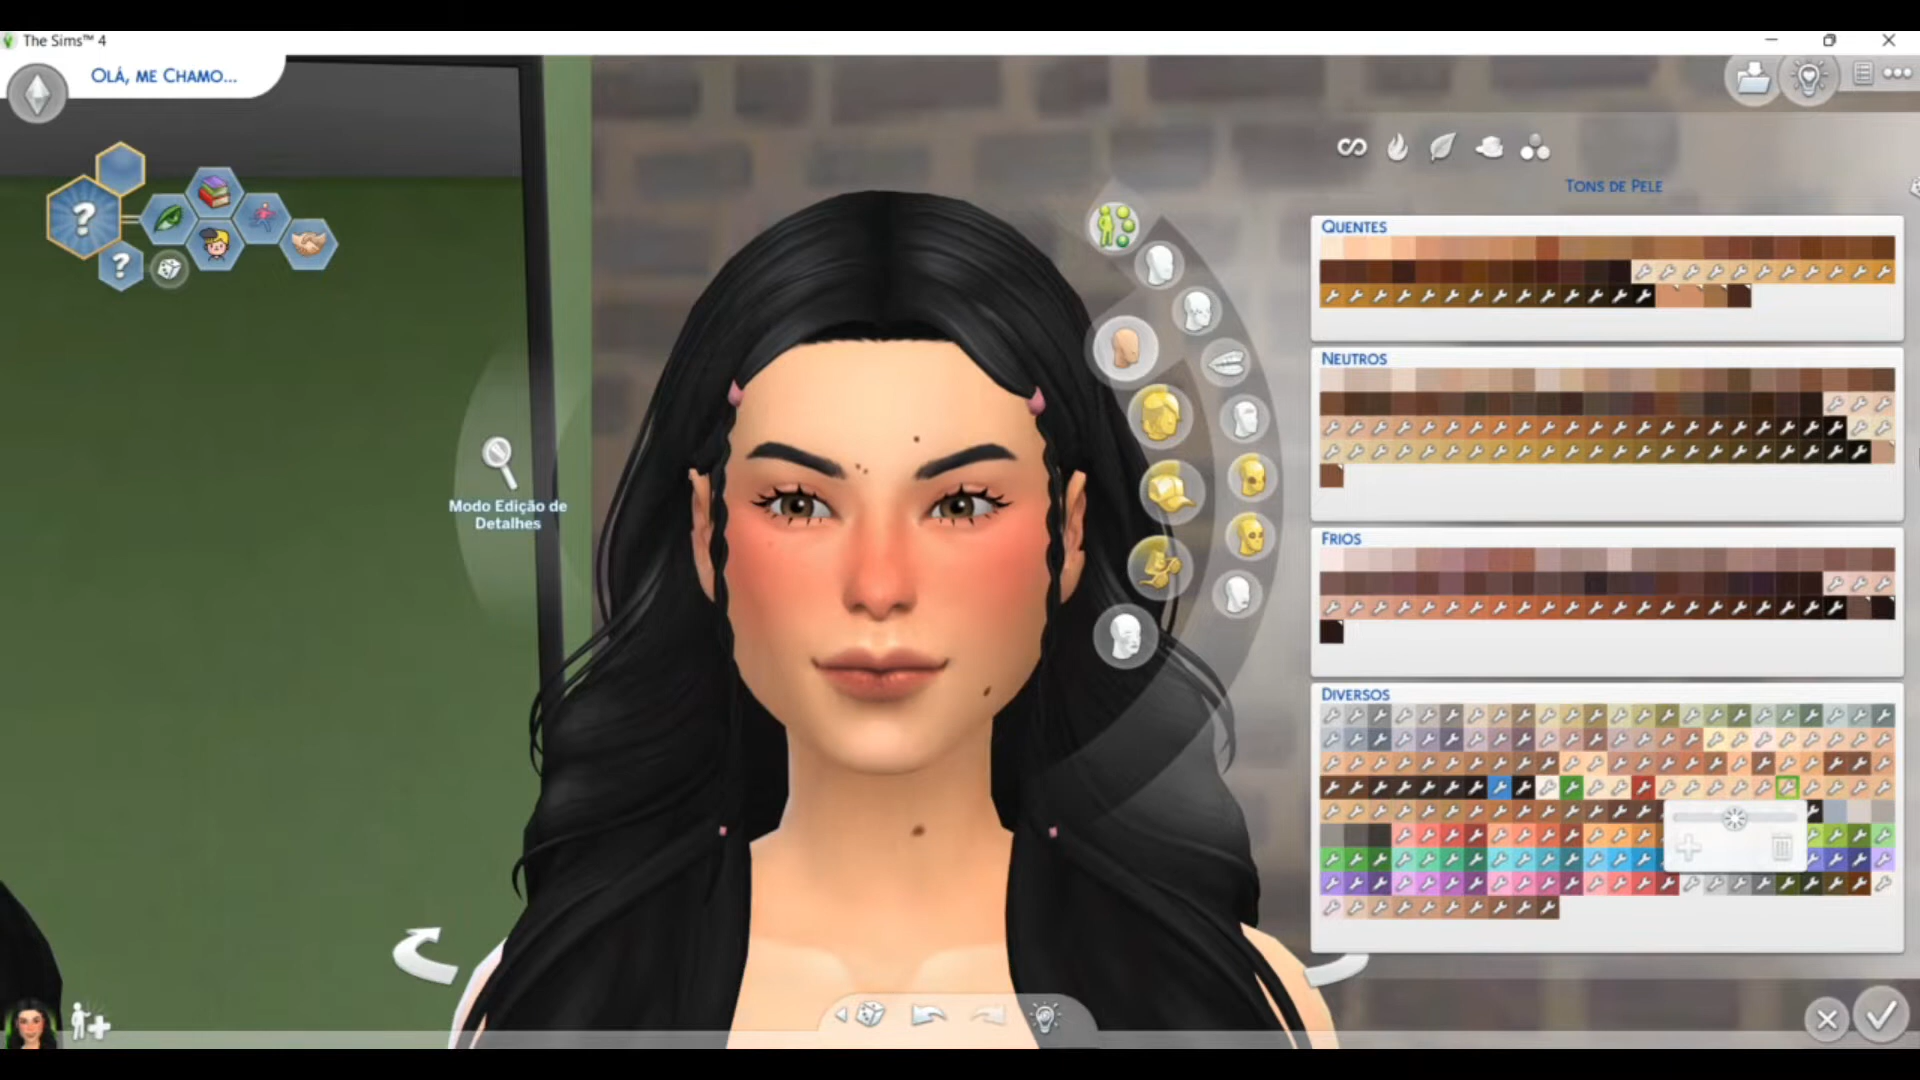 The Sims™ 4
OLÁ, ME CHAMO...
TONS DE PELE
QUENTES
NEUTROS
Modo Edição de
Detalhes
FRIOS
DIVERSOS